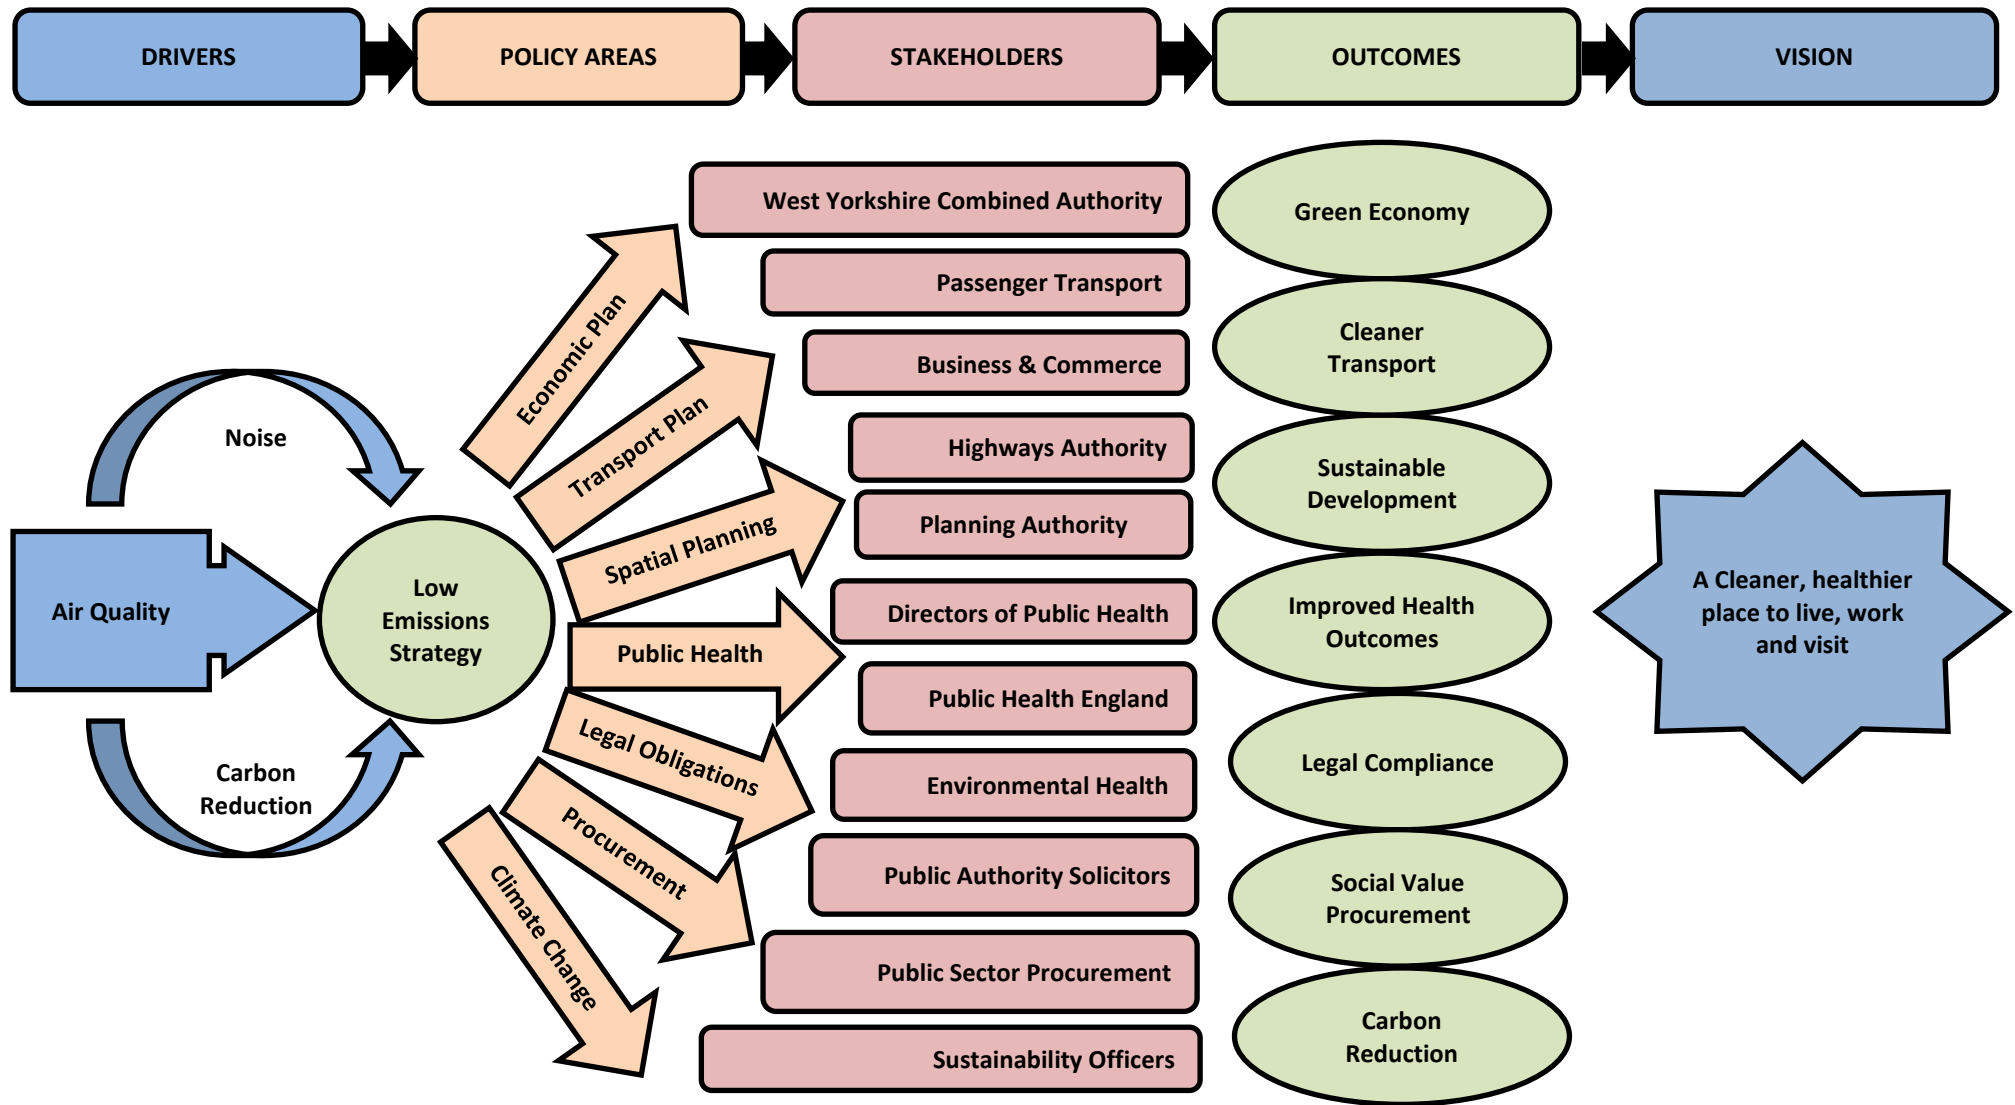 DRIVERS
POLICY AREAS
STAKEHOLDERS
OUTCOMES
VISION
Noise
Air Quality
Carbon
Reduction
Low
Emissions
Strategy
Economic Plan
Transport Plan
Spatial Planning
Public Health
Legal Obligations
Procurement
Climate Change
West Yorkshire Combined Authority
Passenger Transport
Business & Commerce
Highways Authority
Planning Authority
Directors of Public Health
Public Health England
Environmental Health
Public Authority Solicitors
Public Sector Procurement
Sustainability Officers
Green Economy
Cleaner
Transport
Sustainable
Development
Improved Health
Outcomes
Legal Compliance
Social Value
Procurement
Carbon
Reduction
A Cleaner, healthier
place to live, work
and visit